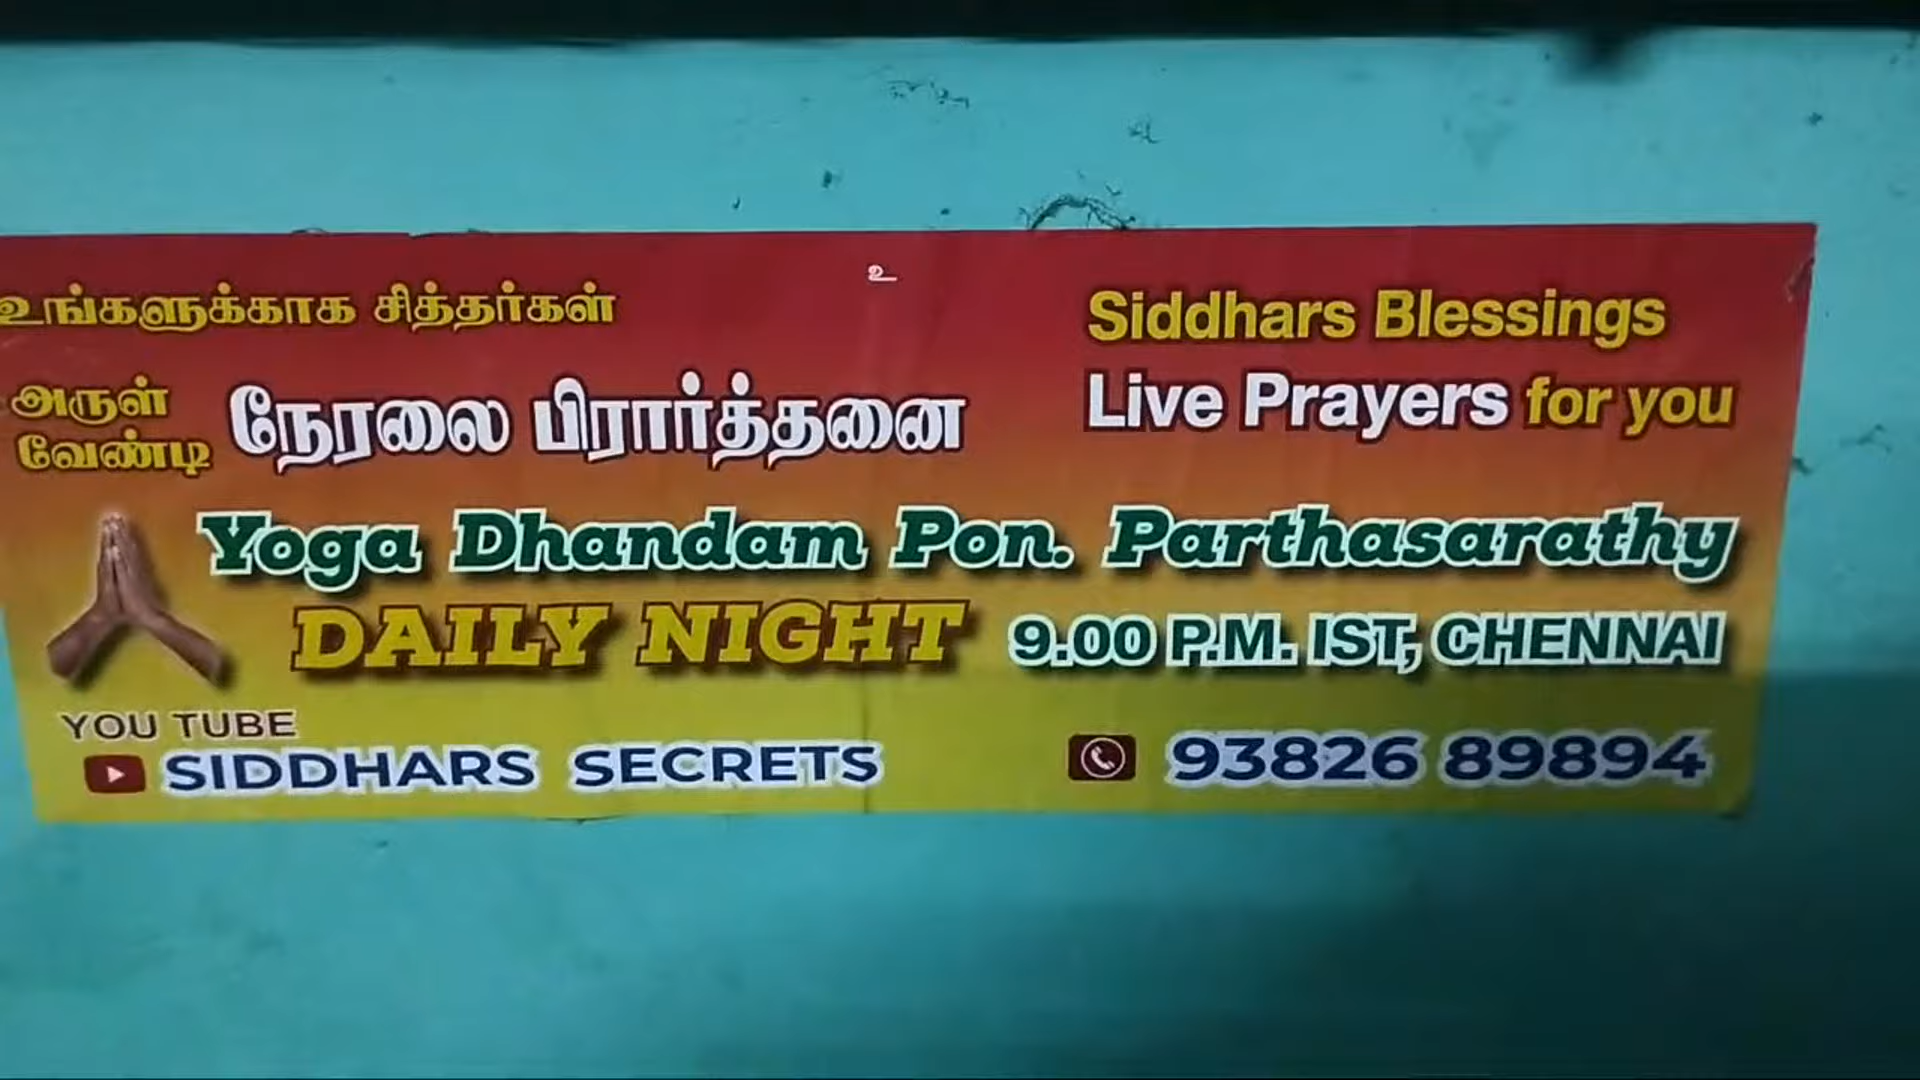 உ
உங்களுக்காக சித்தர்கள்
அருள்
வேண்டி
நேரலை பிரார்த்தனை
Siddhars Blessings
Live Prayers for you
Yoga Dhandam Pon. Parthasarathy
DAILY NIGHT 9.00 P.M. IST, CHENNAI
YOU TUBE
SIDDHARS SECRETS
93826 89894